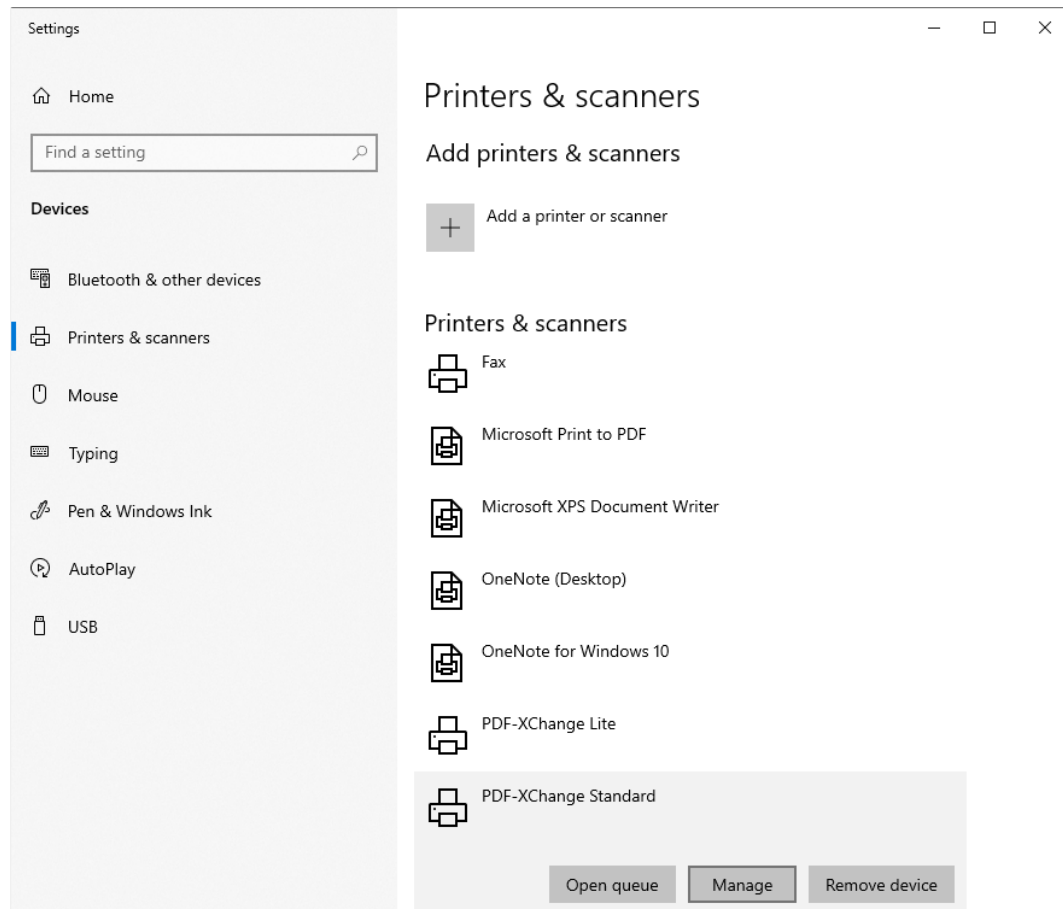 Settings
Home
Find a setting
Devices
Bluetooth & other devices
Printers & scanners
Mouse
Typing
Pen & Windows Ink
AutoPlay
USB
Printers & scanners
Add printers & scanners
Add a printer or scanner
Printers & scanners
Fax
Microsoft Print to PDF
Microsoft XPS Document Writer
OneNote (Desktop)
OneNote for Windows 10
PDF-XChange Lite
PDF-XChange Standard
Open queue Manage Remove device